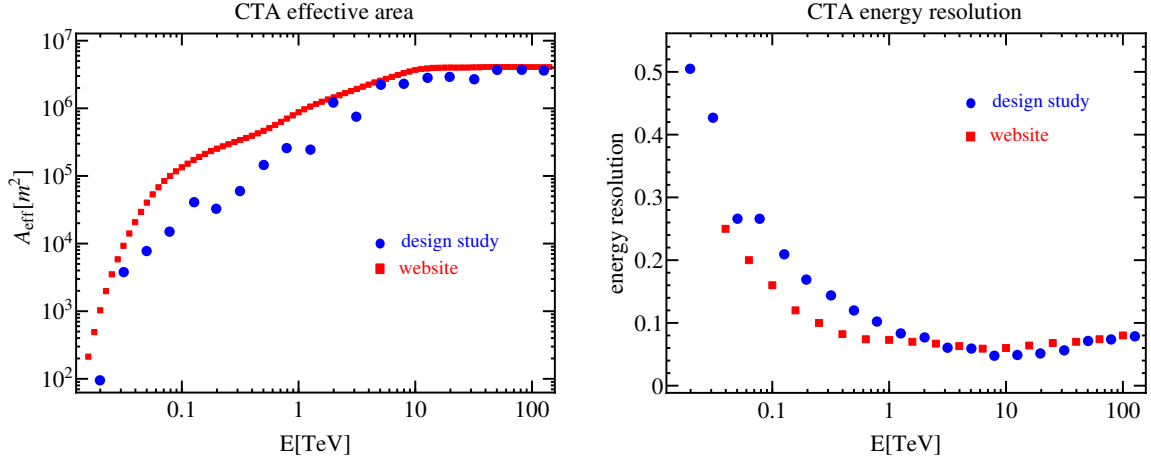 CTA effective area
10^7
10^6
10^5
10^4
10^3
10^2
A_eff[m^2]
design study
website
0.1 1 10 100
E[TeV]
CTA energy resolution
0.5
0.4
0.3
0.2
0.1
0
energy resolution
design study
website
0.1 1 10 100
E[TeV]